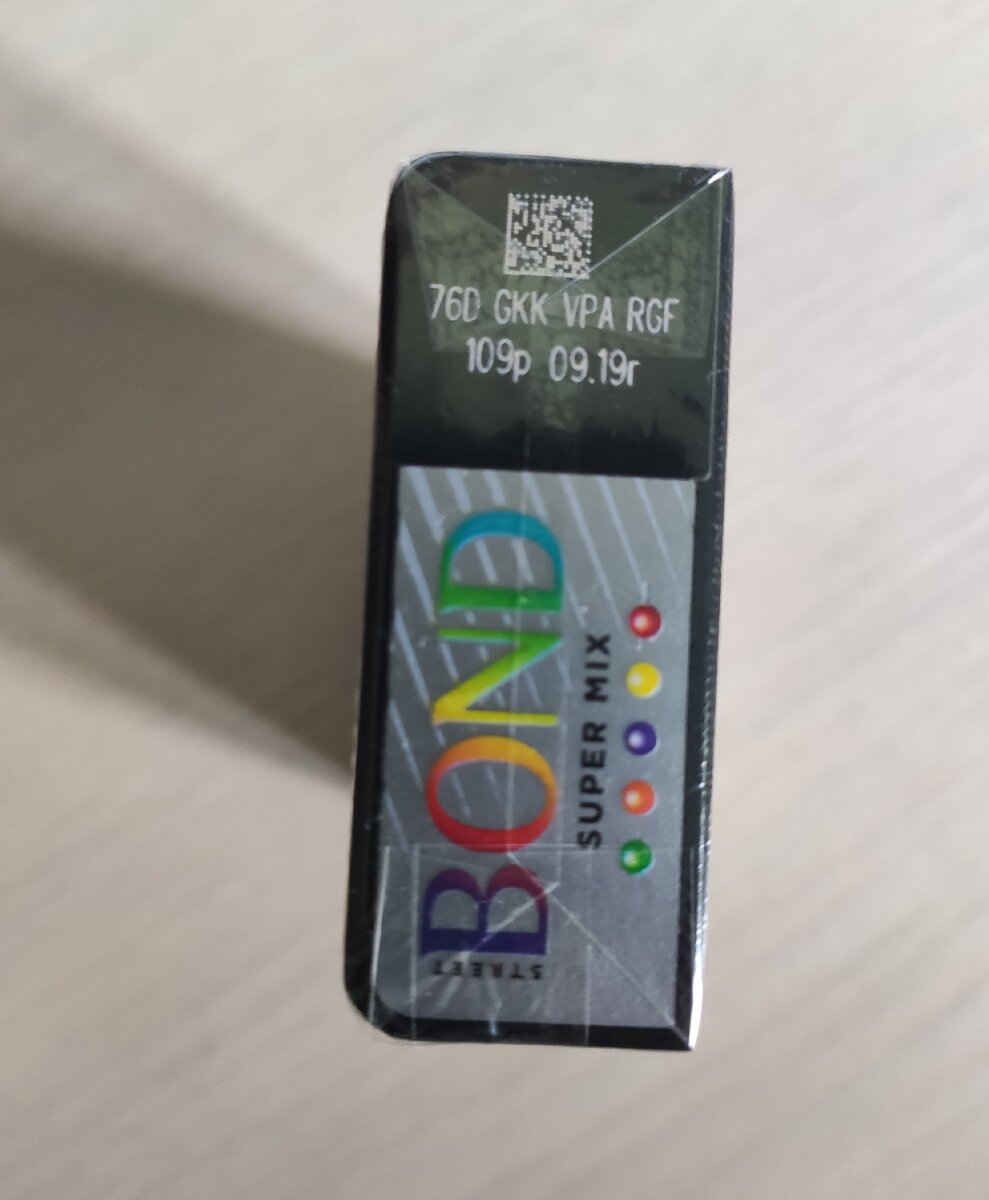 76D GKK VPA RGF
109р 09.19г
STREET
BOND
SUPER MIX